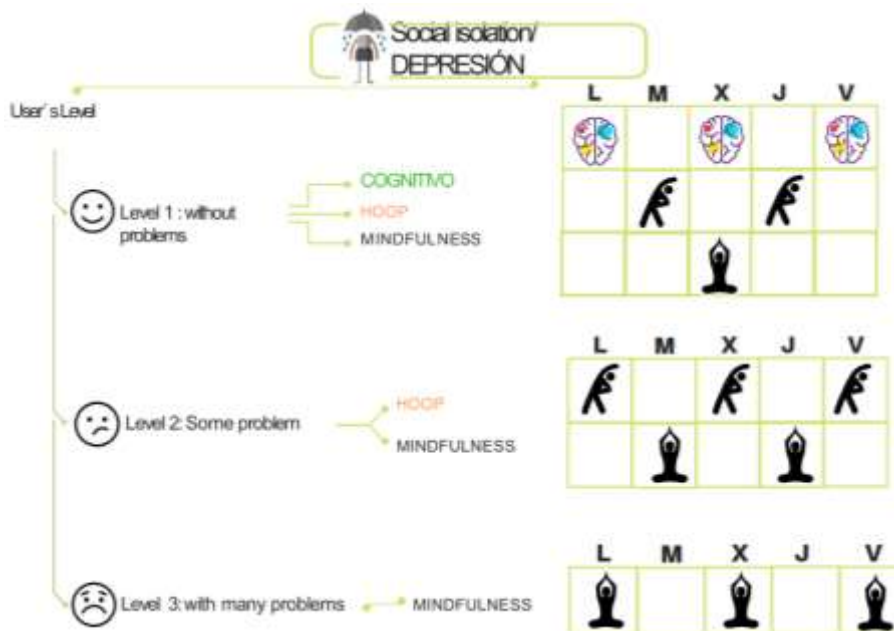 Social isolation/
DEPRESIÓN
User´s Level
L M X J V
Level 1 : without
problems
COGNITIVO
HOOP
MINDFULNESS
L M X J V
Level 2: Some problem
HOOP
MINDFULNESS
L M X J V
Level 3: with many problems
MINDFULNESS